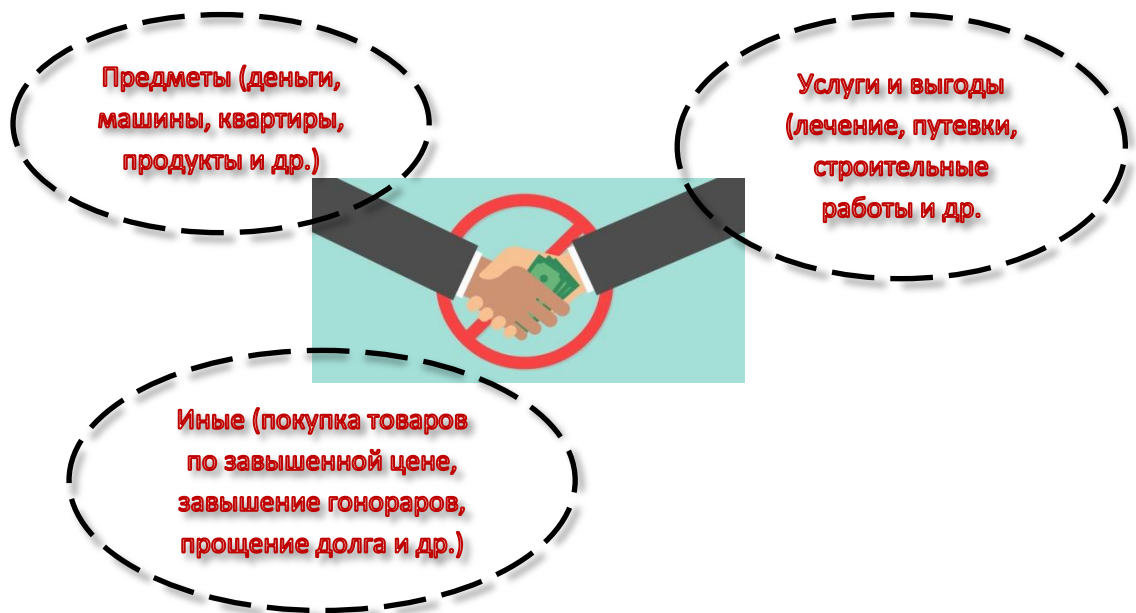 Предметы (деньги,
машины, квартиры,
продукты и др.)
Услуги и выгоды
(лечение, путевки,
строительные
работы и др.
Иные (покупка товаров
по завышенной цене,
завышение гонораров,
прощение долга и др.)